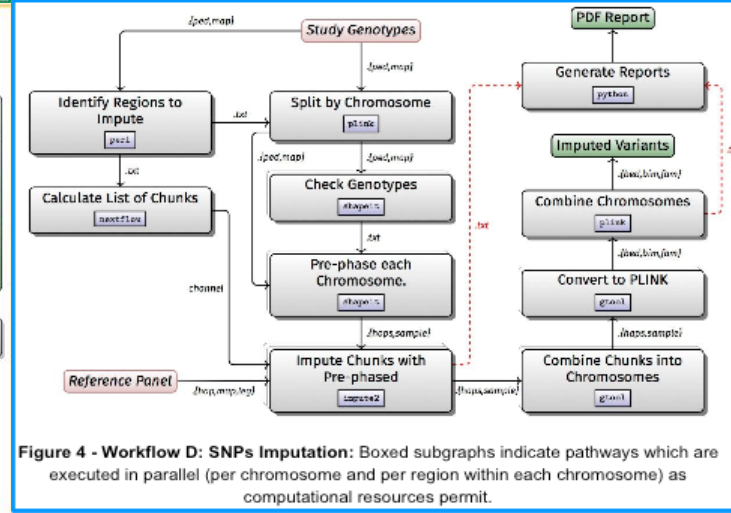 .{ped,map}
Study Genotypes
PDF Report
.{ped,map}
Identify Regions to
Impute
perl
.txt
Split by Chromosome
plink
Generate Reports
python
.{ped,map}
.{ped,map}
.txt
Imputed Variants
Calculate List of Chunks
nextflow
Check Genotypes
shapeit
.{bed,bim,fam}
Combine Chromosomes
plink
.txt
.txt
.{bed,bim,fam}
channel
Pre-phase each
Chromosome.
shapeit
Convert to PLINK
gtool
.{haps,sample}
.{haps,sample}
Reference Panel
.{hap,map,leg}
Impute Chunks with
Pre-phased
impute2
.{haps,sample}
Combine Chunks into
Chromosomes
gtool
Figure 4 - Workflow D: SNPs Imputation: Boxed subgraphs indicate pathways which are
executed in parallel (per chromosome and per region within each chromosome) as
computational resources permit.